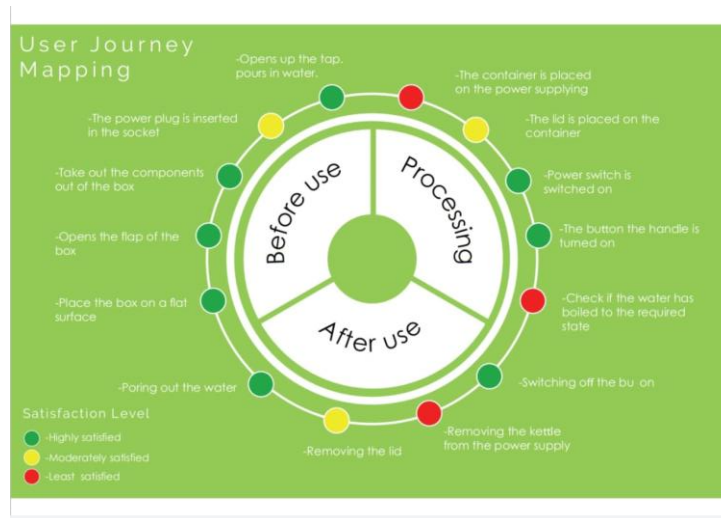 User Journey
Mapping
-Opens up the tap.
pours in water.
-The power plug is inserted
in the socket
-Take out the components
out of the box
-Opens the flap of the
box
-Place the box on a flat
surface
-Poring out the water
-The container is placed
on the power supplying
-The lid is placed on the
container
-Power switch is
switched on
-The button the handle is
turned on
-Check if the water has
boiled to the required
state
-Switching off the bu on
-Removing the kettle
from the power supply
-Removing the lid
Before use
Processing
After use
Satisfaction Level
-Highly satisfied
-Moderately satisfied
-Least satisfied